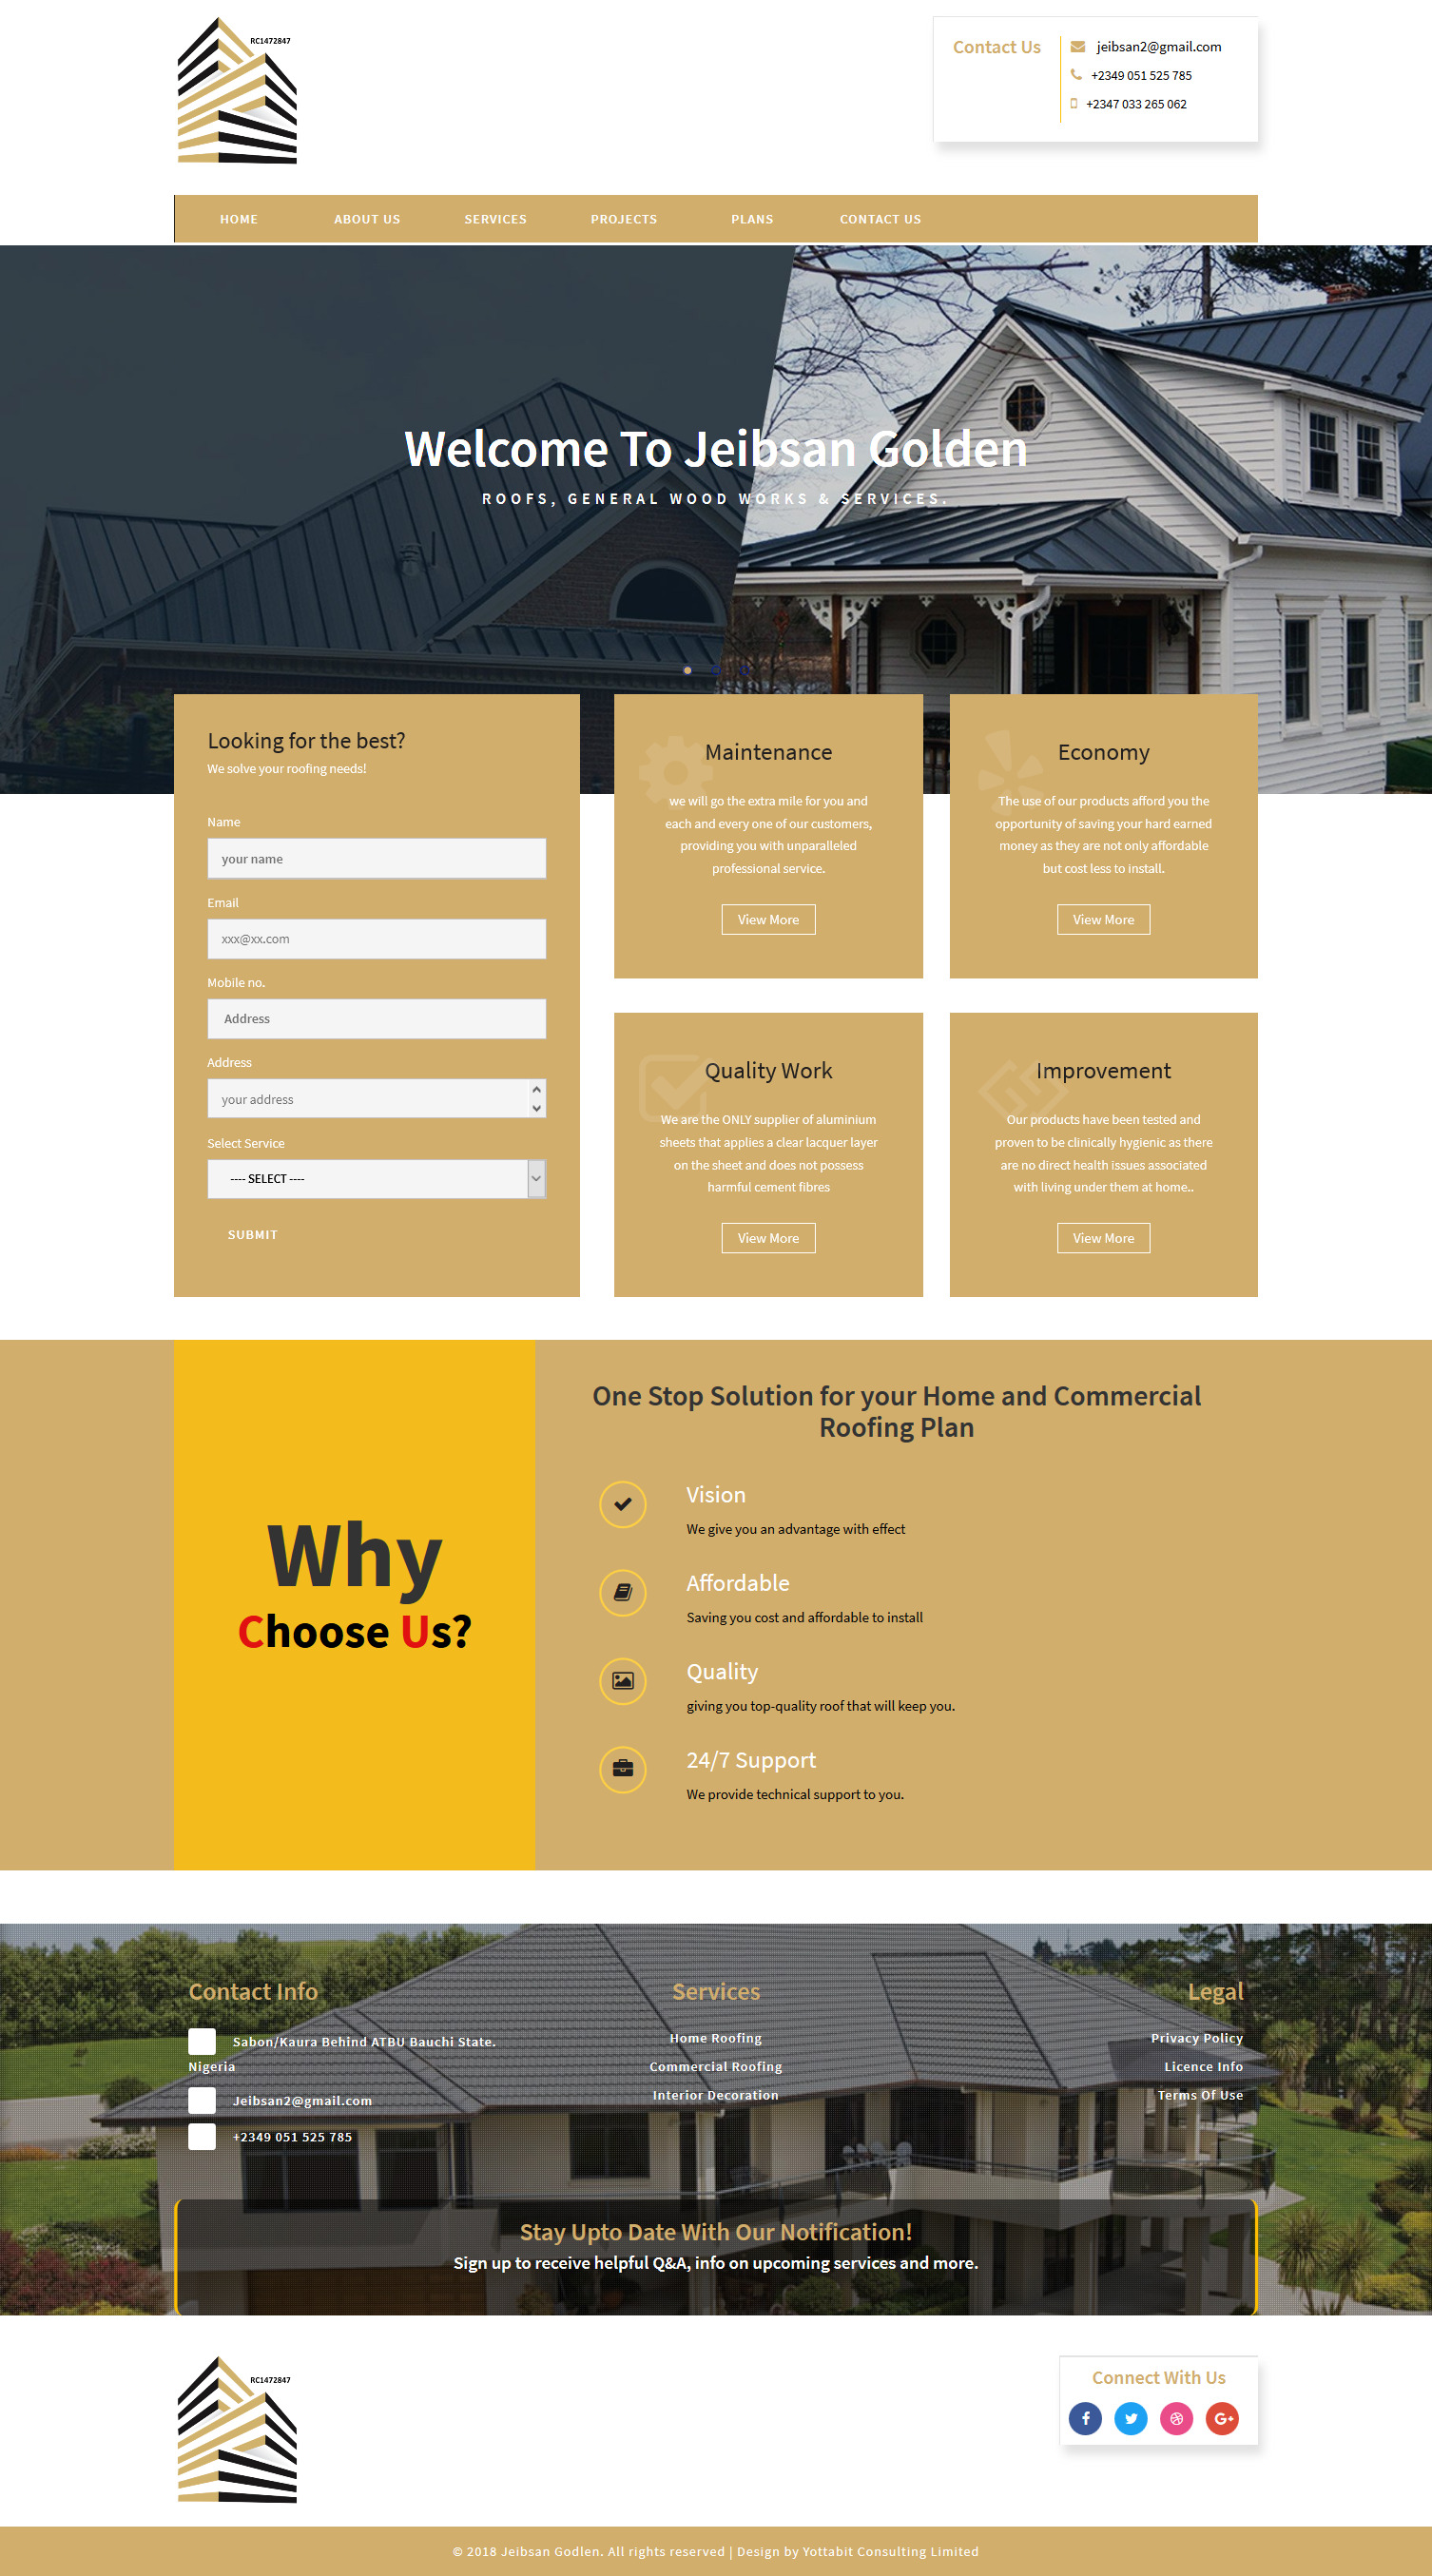 RC1472847
Contact Us
jeibsan2@gmail.com
+2349 051 525 785
+2347 033 265 062
HOME ABOUT US SERVICES PROJECTS PLANS CONTACT US
Welcome To Jeibsan Golden
ROOFS, GENERAL WOOD WORKS & SERVICES.
Looking for the best?
We solve your roofing needs!
Name
your name
Email
xxx@xx.com
Mobile no.
Address
Address
your address
Select Service
---- SELECT ----
SUBMIT
Maintenance
we will go the extra mile for you and
each and every one of our customers,
providing you with unparalleled
professional service.
View More
Economy
The use of our products afford you the
opportunity of saving your hard earned
money as they are not only affordable
but cost less to install.
View More
Quality Work
We are the ONLY supplier of aluminium
sheets that applies a clear lacquer layer
on the sheet and does not possess
harmful cement fibres
View More
Improvement
Our products have been tested and
proven to be clinically hygienic as there
are no direct health issues associated
with living under them at home..
View More
Why
Choose Us?
One Stop Solution for your Home and Commercial
Roofing Plan
Vision
We give you an advantage with effect
Affordable
Saving you cost and affordable to install
Quality
giving you top-quality roof that will keep you.
24/7 Support
We provide technical support to you.
Contact Info
Sabon/Kaura Behind ATBU Bauchi State.
Nigeria
Jeibsan2@gmail.com
+2349 051 525 785
Services
Home Roofing
Commercial Roofing
Interior Decoration
Legal
Privacy Policy
Licence Info
Terms Of Use
Stay Upto Date With Our Notification!
Sign up to receive helpful Q&A, info on upcoming services and more.
RC1472847
Connect With Us
© 2018 Jeibsan Godlen. All rights reserved | Design by Yottabit Consulting Limited